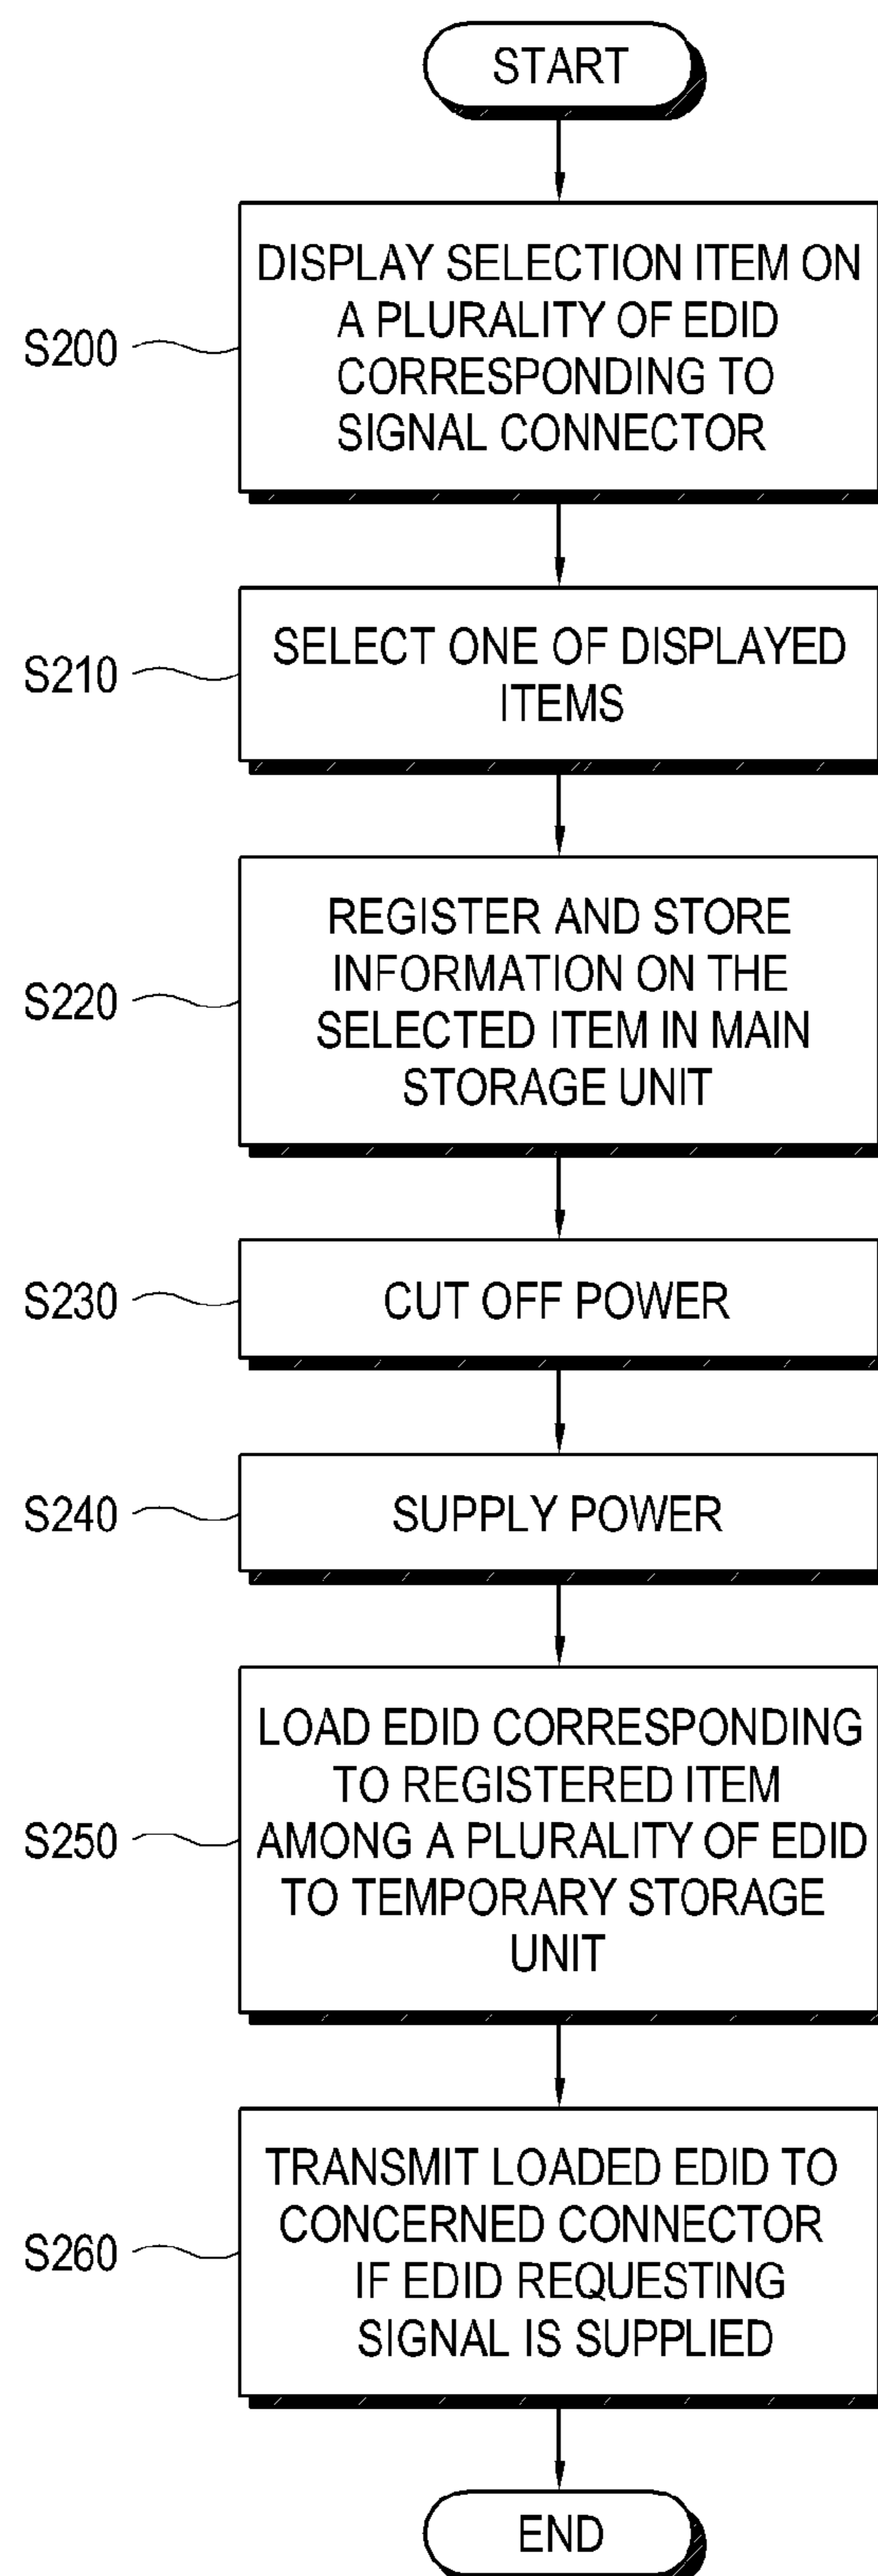 START
S200
DISPLAY SELECTION ITEM ON
A PLURALITY OF EDID
CORRESPONDING TO
SIGNAL CONNECTOR
S210
SELECT ONE OF DISPLAYED
ITEMS
S220
REGISTER AND STORE
INFORMATION ON THE
SELECTED ITEM IN MAIN
STORAGE UNIT
S230
CUT OFF POWER
S240
SUPPLY POWER
S250
LOAD EDID CORRESPONDING
TO REGISTERED ITEM
AMONG A PLURALITY OF EDID
TO TEMPORARY STORAGE
UNIT
S260
TRANSMIT LOADED EDID TO
CONCERNED CONNECTOR
IF EDID REQUESTING
SIGNAL IS SUPPLIED
END